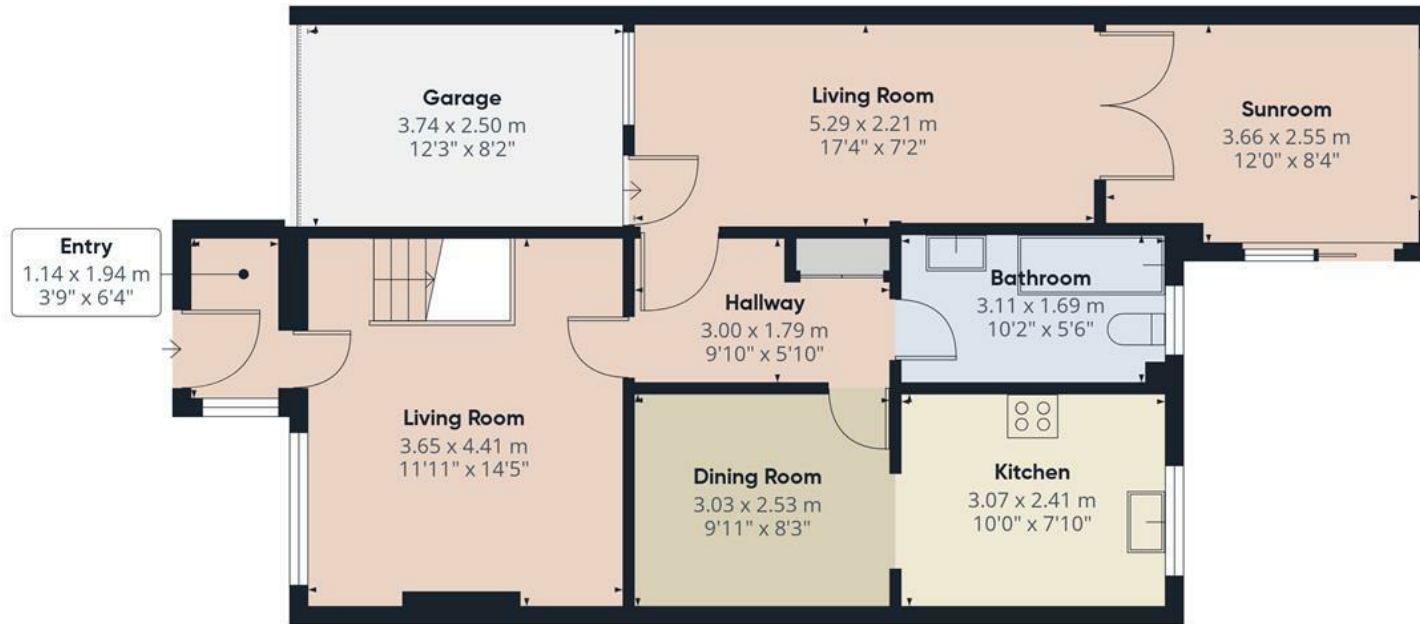 Garage
3.74 x 2.50 m
12'3" x 8'2"
Living Room
5.29 x 2.21 m
17'4" x 7'2"
Sunroom
3.66 x 2.55 m
12'0" x 8'4"
Entry
1.14 x 1.94 m
3'9" x 6'4"
Hallway
3.00 x 1.79 m
9'10" x 5'10"
Bathroom
3.11 x 1.69 m
10'2" x 5'6"
Living Room
3.65 x 4.41 m
11'11" x 14'5"
Dining Room
3.03 x 2.53 m
9'11" x 8'3"
Kitchen
3.07 x 2.41 m
10'0" x 7'10"